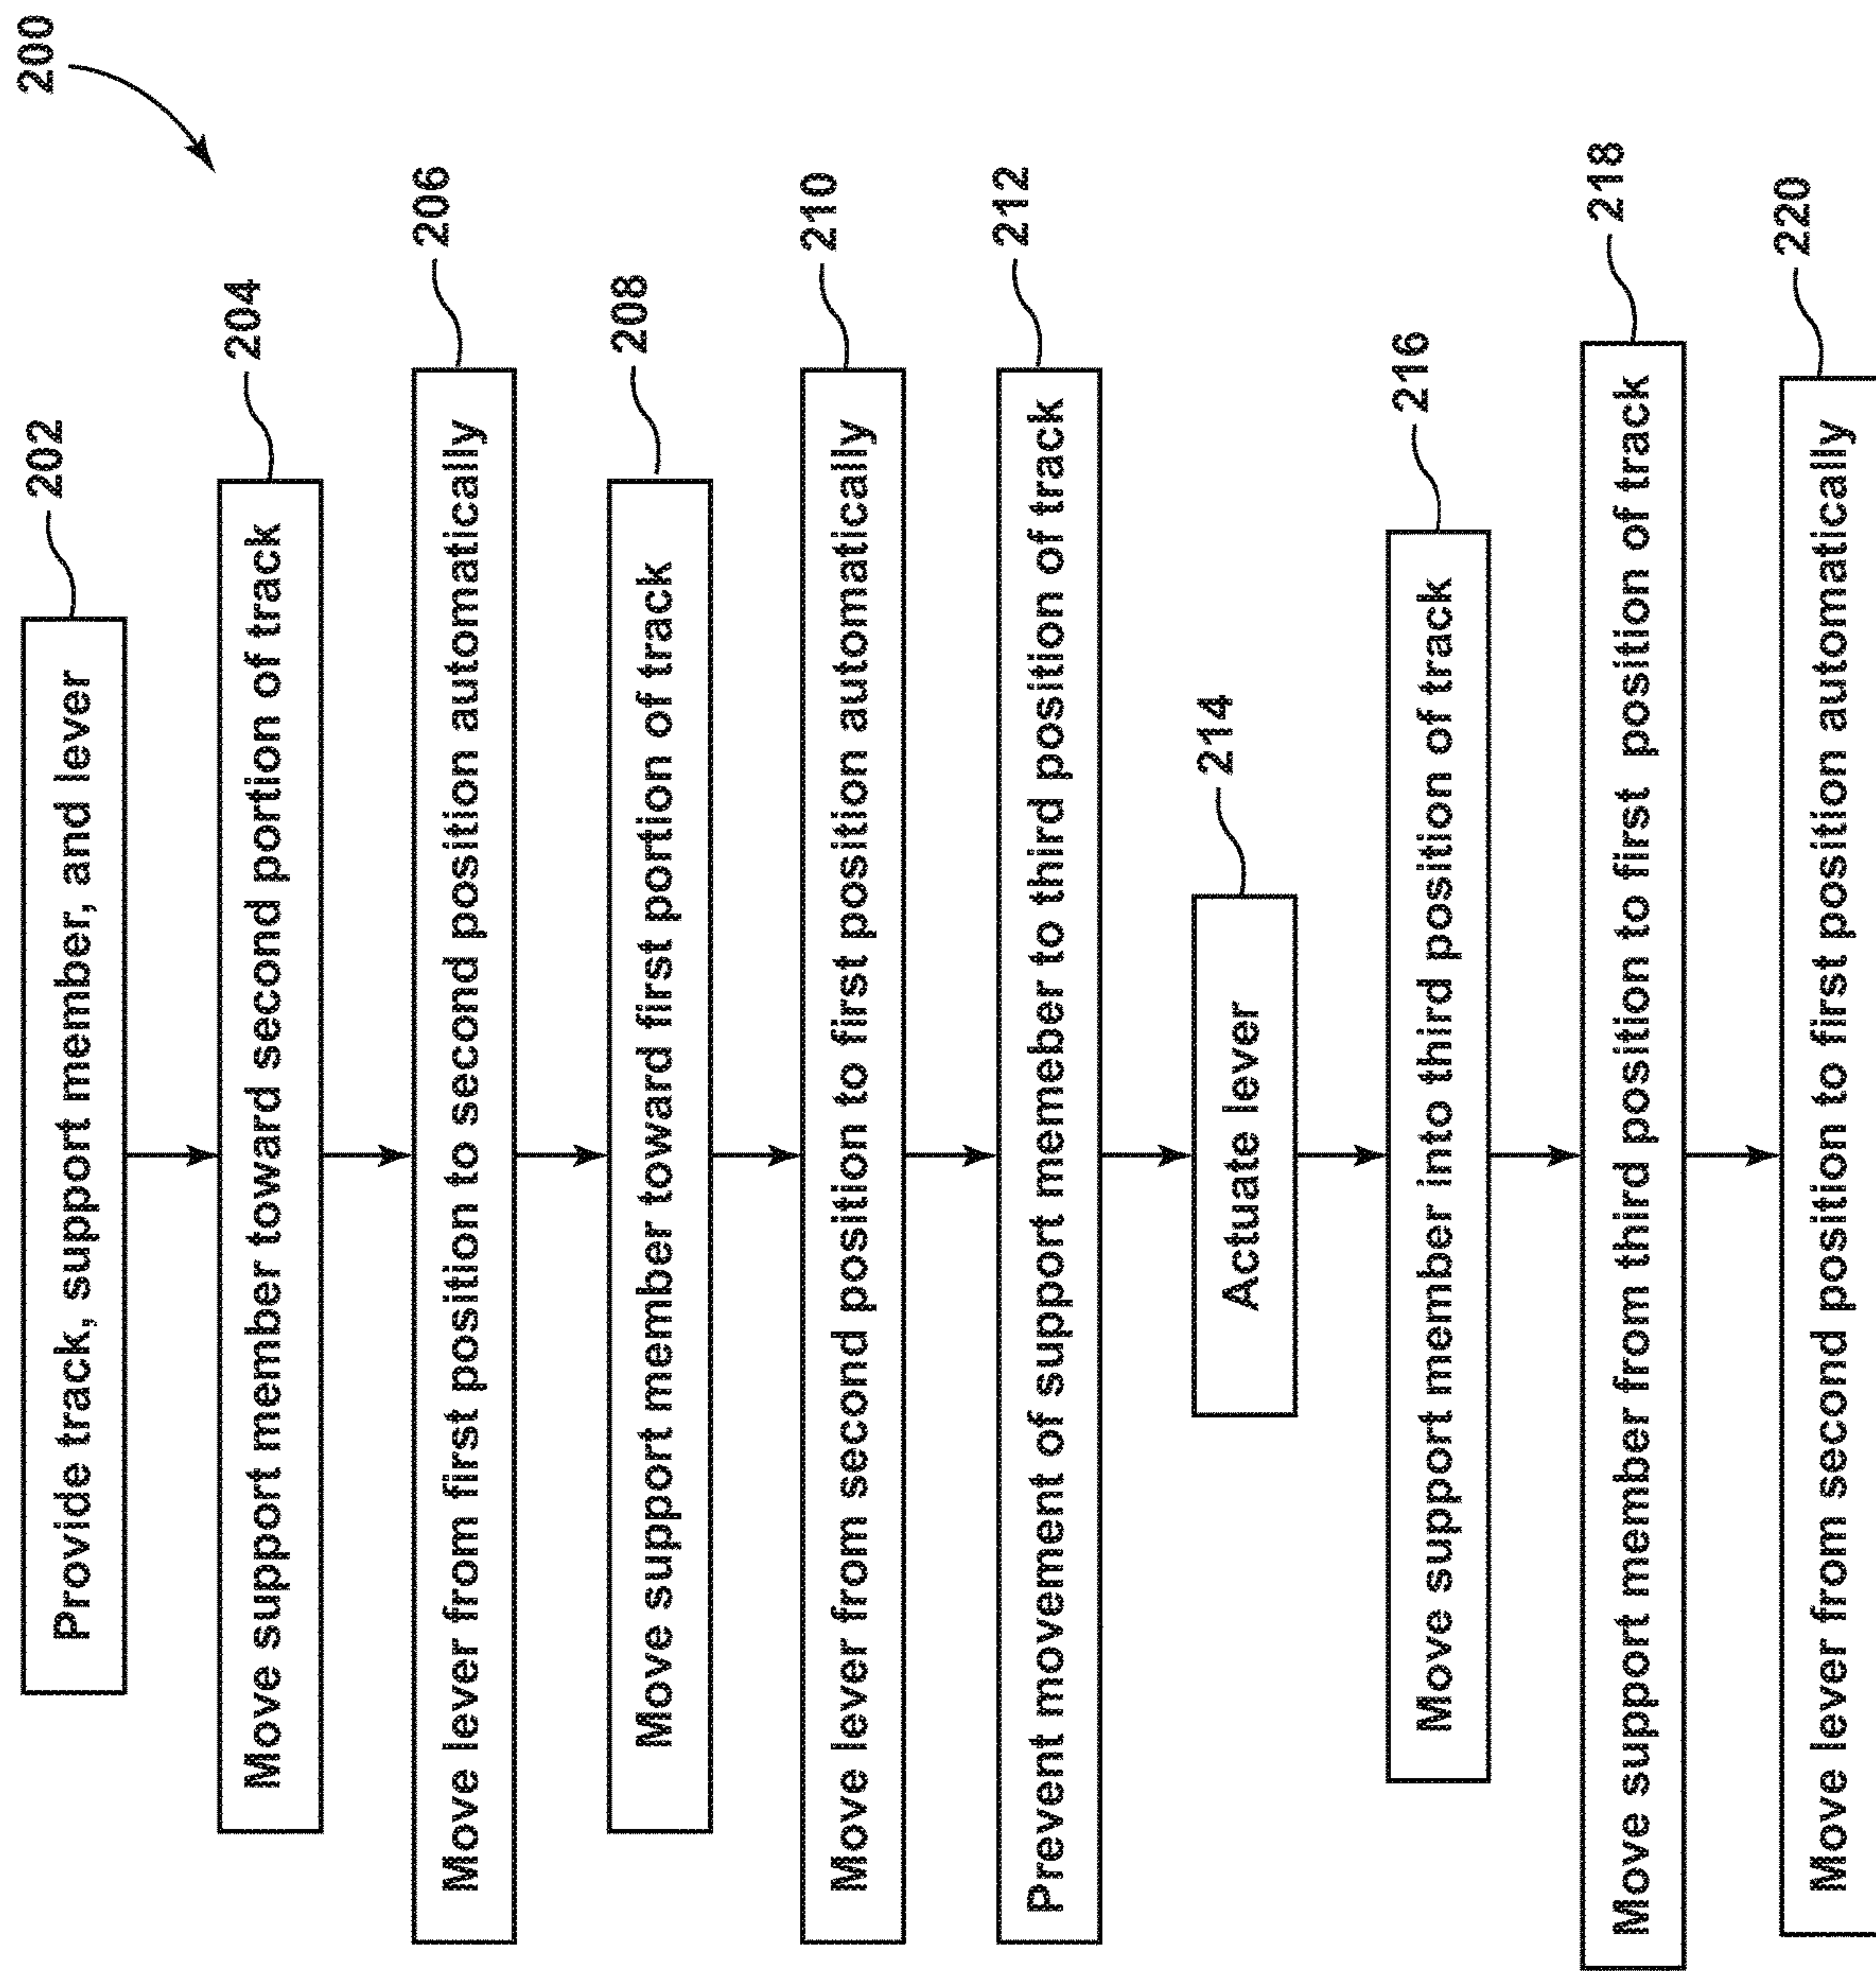 200
202
Provide track, support member, and lever
204
Move support member toward second portion of track
206
Move lever from first position to second position automatically
208
Move support member toward first portion of track
210
Move lever from second position to first position automatically
212
Prevent movement of support memeber to third position of track
214
Actuate lever
216
Move support member into third position of track
218
Move support member from third position to first position of track
220
Move lever from second position to first position automatically